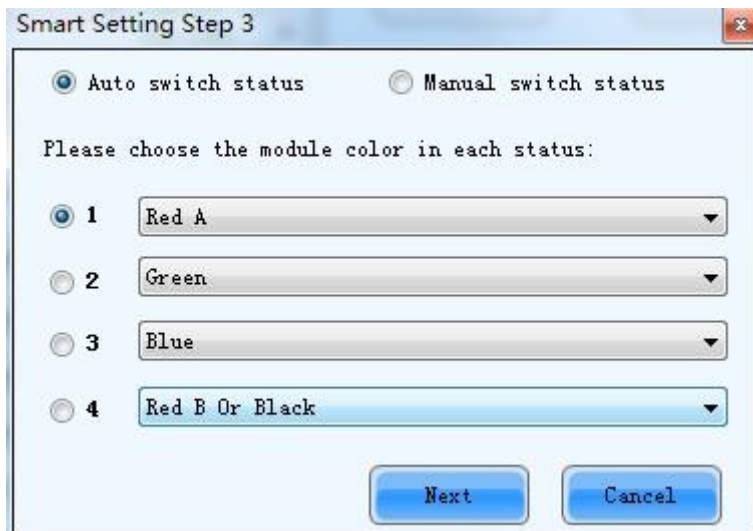 Smart Setting Step 3
Auto switch status Manual switch status
Please choose the module color in each status:
1 Red A
2 Green
3 Blue
4 Red B Or Black
Next Cancel